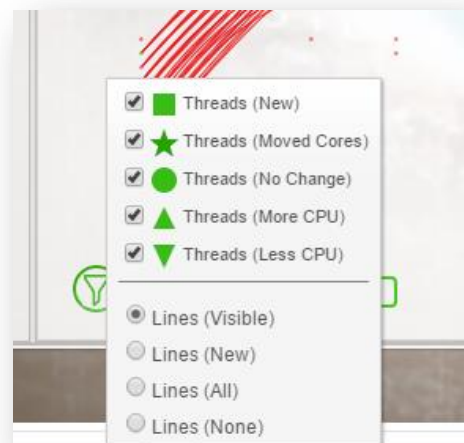 Threads (New)
Threads (Moved Cores)
Threads (No Change)
Threads (More CPU)
Threads (Less CPU)
Lines (Visible)
Lines (New)
Lines (All)
Lines (None)